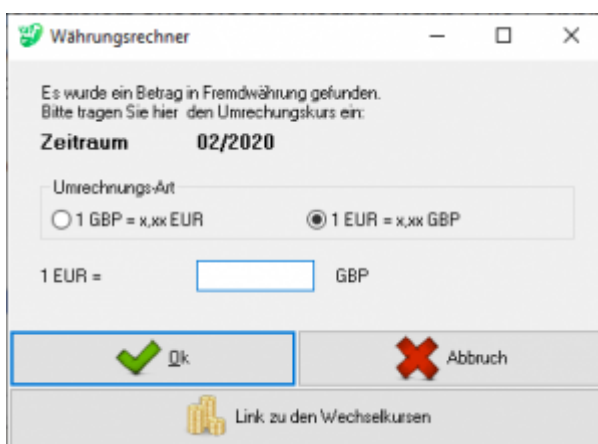 Währungsrechner
Es wurde ein Betrag in Fremdwährung gefunden.
Bitte tragen Sie hier den Umrechungskurs ein:
Zeitraum 02/2020
Umrechnungs-Art
1 GBP = x,xx EUR 1 EUR = x,xx GBP
1 EUR = GBP
Ok Abbruch
Link zu den Wechselkursen